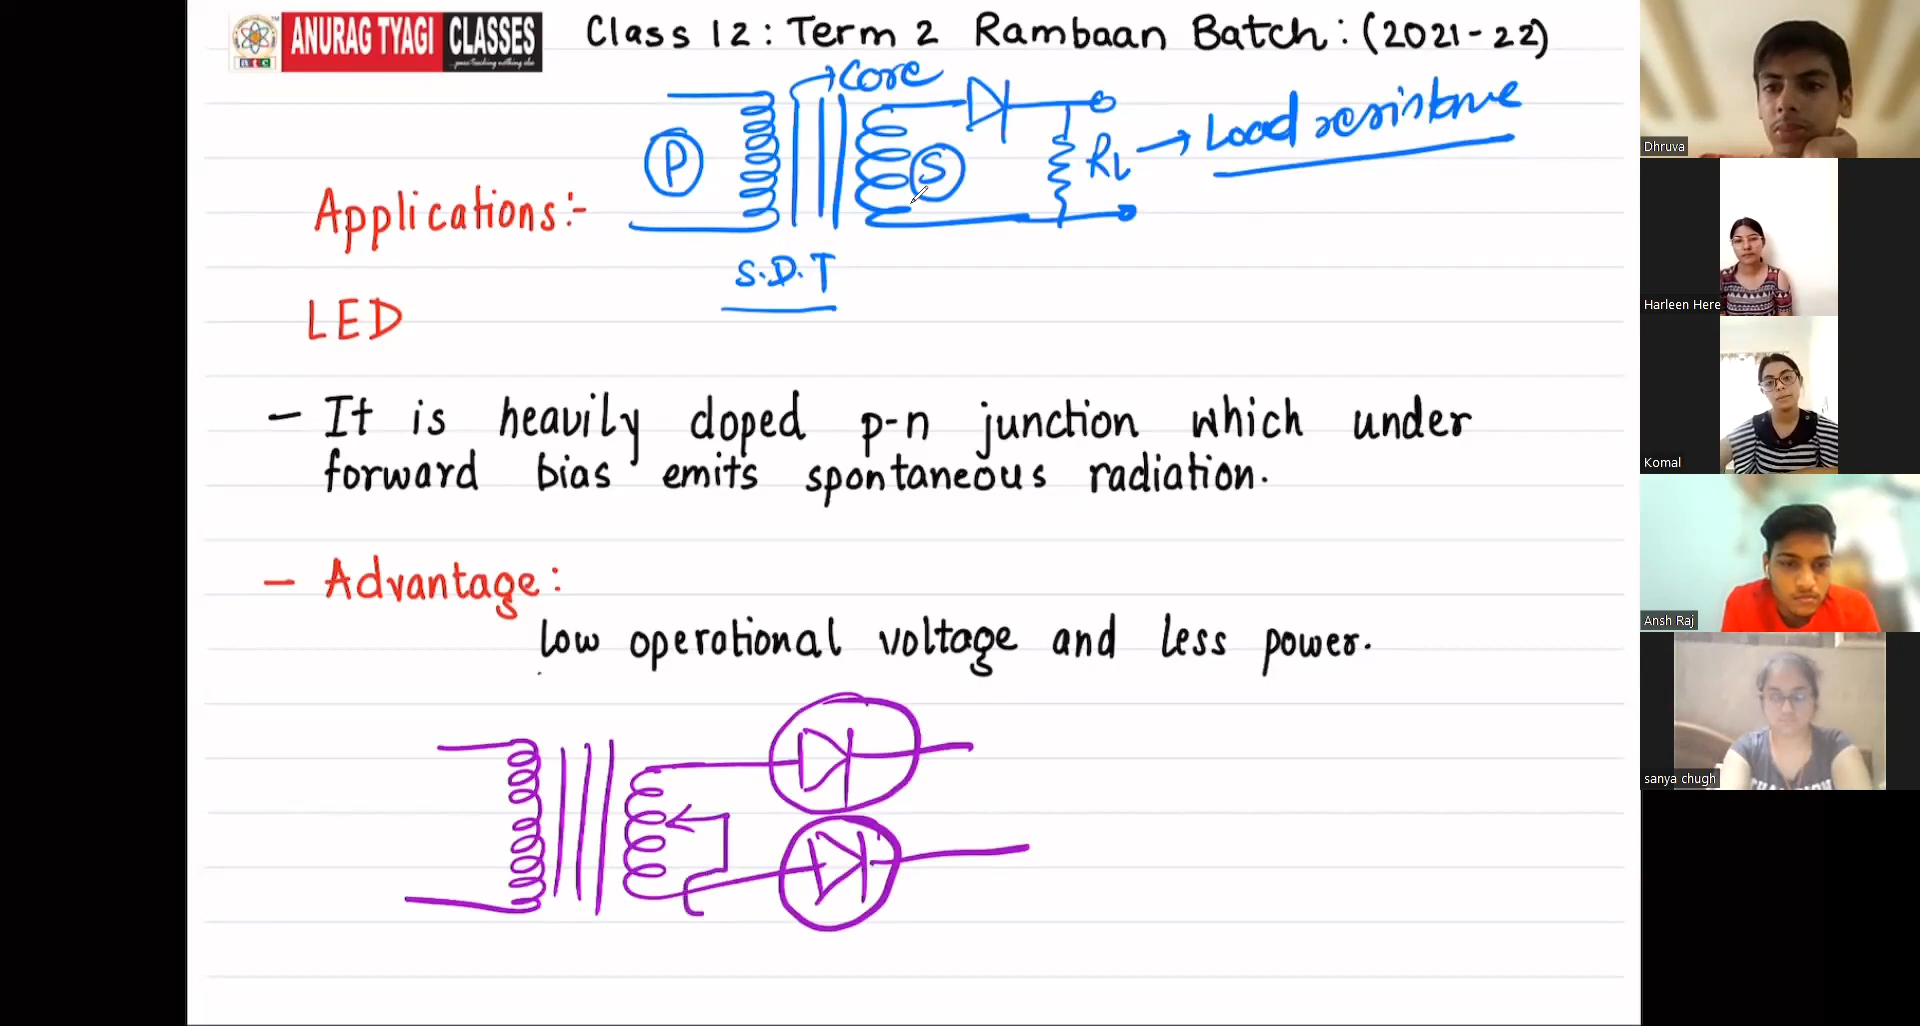 ANURAG TYAGI CLASSES
Class 12: Term 2 Rambaan Batch: (2021-22)
Core
P
S
RL → Load resistance
S.D.T
Applications:-
LED
- It is heavily doped p-n junction which under
forward bias emits spontaneous radiation.
- Advantage:
low operational voltage and less power.
Dhruva
Harleen Here
Komal
Ansh Raj
sanya chugh